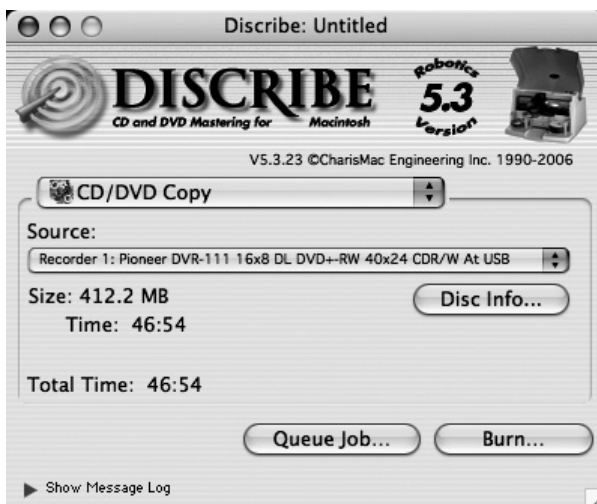 Discribe: Untitled
DISCRIBE
CD and DVD Mastering for Macintosh
Robotics
5.3
Version
V5.3.23 ©CharisMac Engineering Inc. 1990-2006
CD/DVD Copy
Source:
Recorder 1: Pioneer DVR-111 16x8 DL DVD+-RW 40x24 CDR/W At USB
Size: 412.2 MB
Disc Info...
Time: 46:54
Total Time: 46:54
Queue Job...
Burn...
Show Message Log